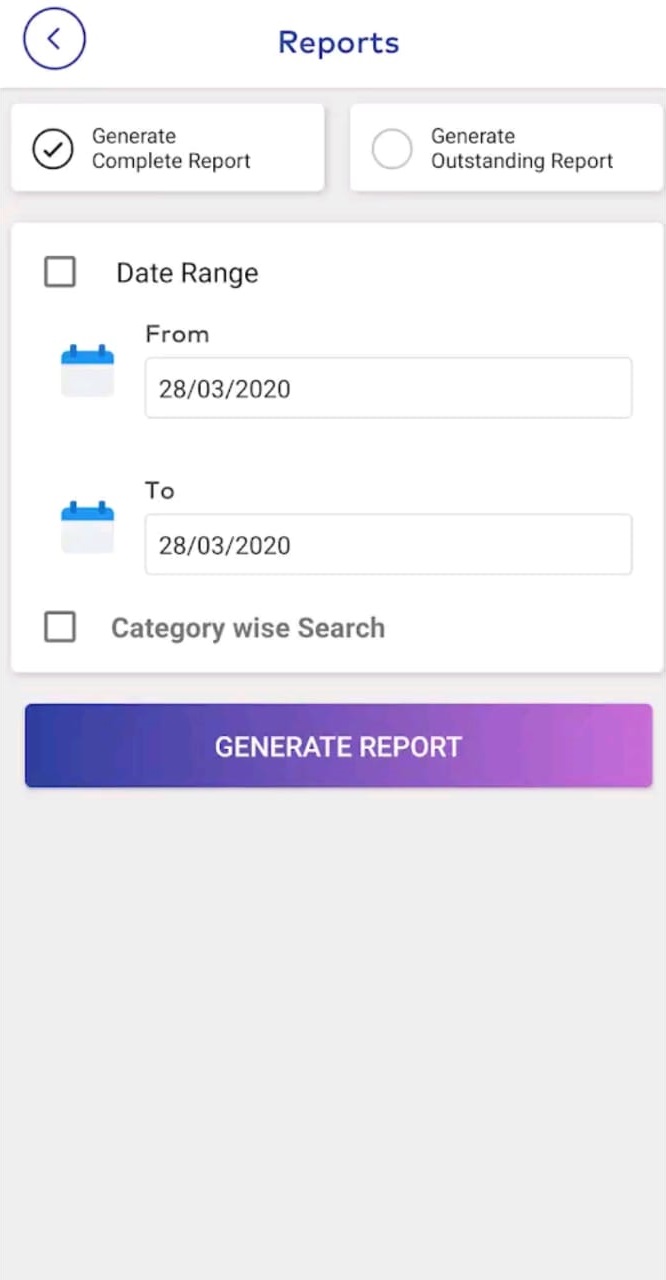 Reports
Generate
Complete Report
Generate
Outstanding Report
Date Range
From
28/03/2020
To
28/03/2020
Category wise Search
GENERATE REPORT